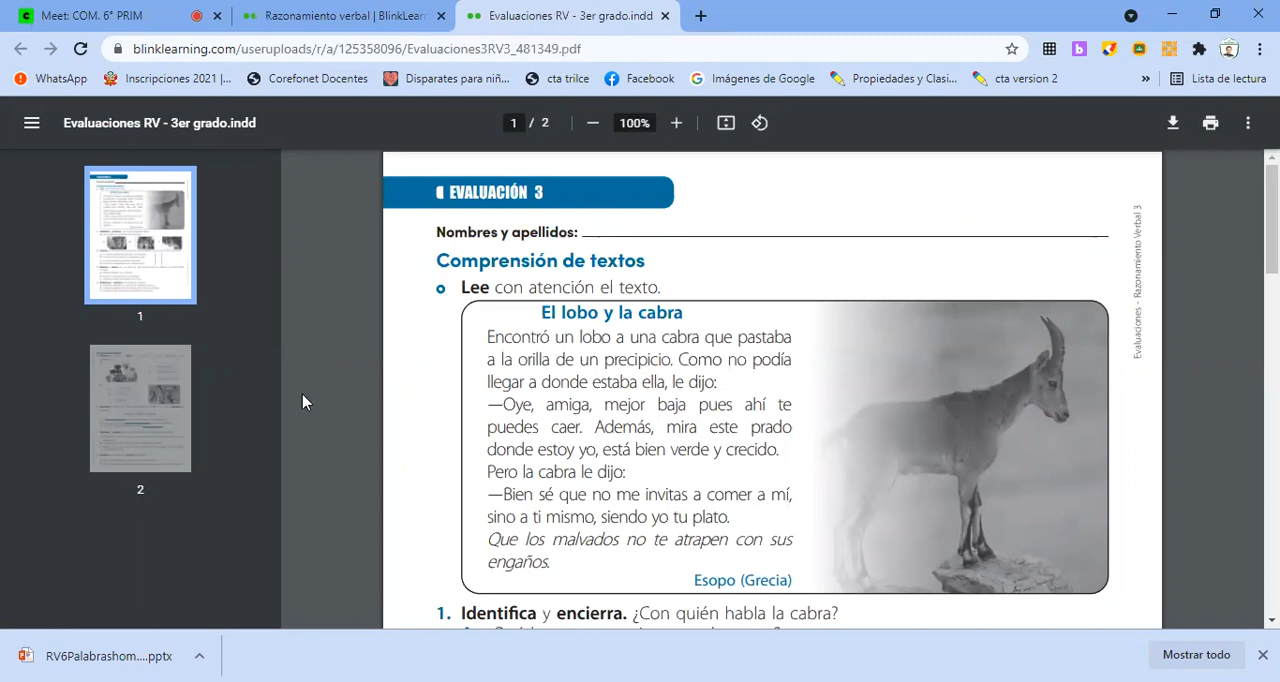 Meet: COM. 6° PRIM
Razonamiento verbal | BlinkLearn
Evaluaciones RV - 3er grado.indd
blinklearning.com/useruploads/r/a/125358096/Evaluaciones3RV3_481349.pdf
WhatsApp
Inscripciones 2021 |...
Corefonet Docentes
Disparates para niñ...
cta trilce
Facebook
Imágenes de Google
Propiedades y Clasi...
cta version 2
»
Lista de lectura
Evaluaciones RV - 3er grado.indd
1 / 2
100%
1
2
EVALUACIÓN
Nombres y apellidos:
Comprensión de textos
Lee con atención el texto.
El lobo y la cabra
Encontró un lobo a una cabra que pastaba
a la orilla de un precipicio. Como no podía
llegar a donde estaba ella, le dijo:
—Oye amiga, mejor baja pues ahí te
puedes caer. Además, mira este prado
donde estoy yo, está bien verde y crecido.
Pero la cabra le dijo:
—Bien sé que no me invitas a comer a mí,
sino a ti mismo, siendo yo tu plato.
Que los malvados no te atrapen con sus
engaños.
Esopo (Grecia)
Evaluaciones - Razonamiento Verbal 3
1. Identifica y encierra. ¿Con quién habla la cabra?
RV6Palabrashom....pptx
Mostrar todo